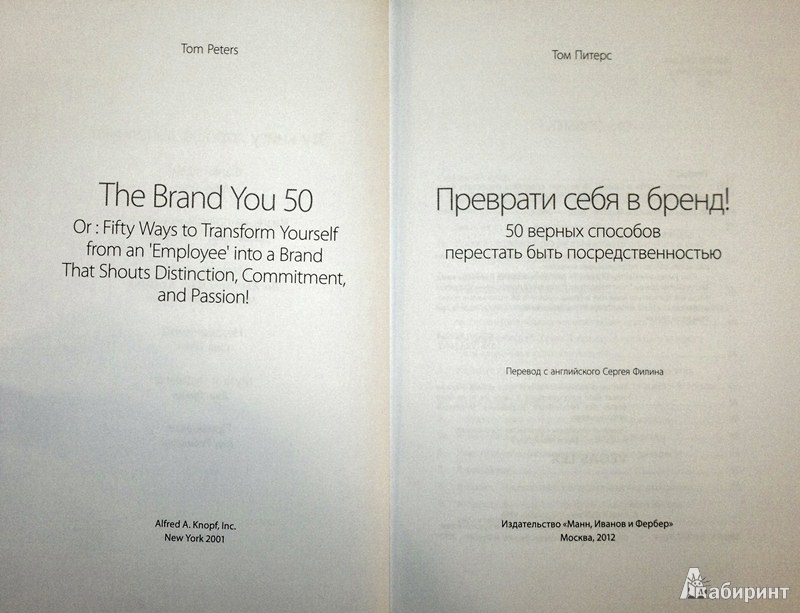 Tom Peters
The Brand You 50
Or : Fifty Ways to Transform Yourself
from an 'Employee' into a Brand
That Shouts Distinction, Commitment,
and Passion!
Alfred A. Knopf, Inc.
New York 2001
Том Питерс
Преврати себя в бренд!
50 верных способов
перестать быть посредственностью
Перевод с английского Сергея Филина
Издательство «Манн, Иванов и Фербер»
Москва, 2012
Лабиринт